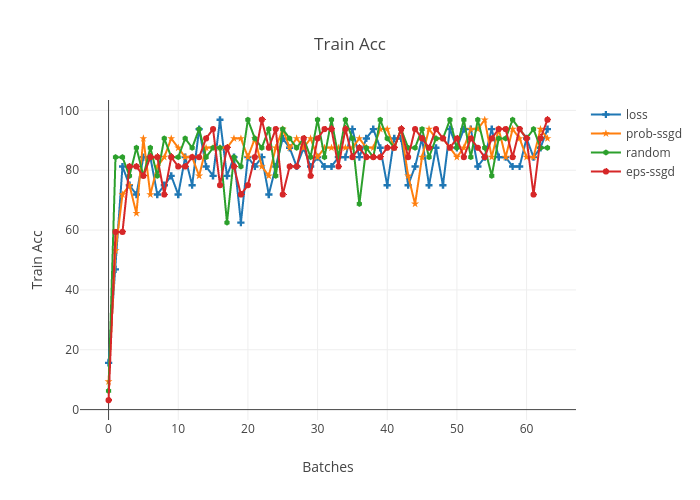 Train Acc
100
80
60
40
20
0
Train Acc
0 10 20 30 40 50 60
Batches
loss
prob-ssgd
random
eps-ssgd